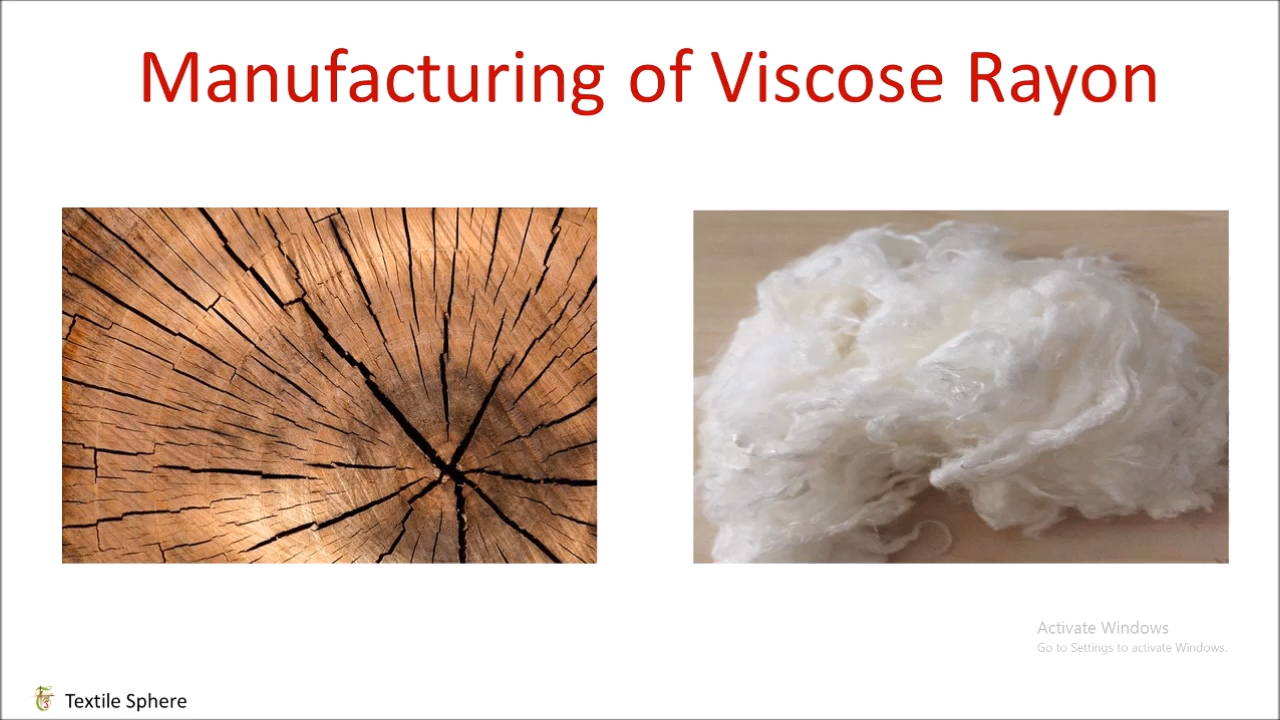 Manufacturing of Viscose Rayon
Activate Windows
Go to Settings to activate Windows.
Textile Sphere